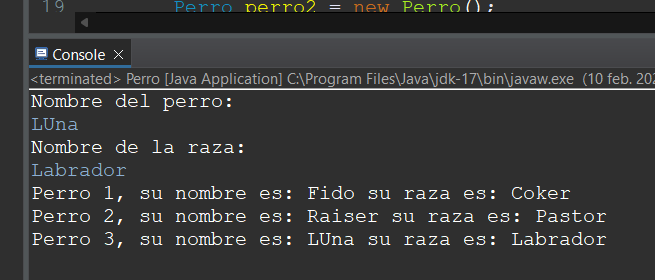 19 Perro perro2 = new Perro();
Console
<terminated> Perro [Java Application] C:\Program Files\Java\jdk-17\bin\javaw.exe (10 feb. 202
Nombre del perro:
LUna
Nombre de la raza:
Labrador
Perro 1, su nombre es: Fido su raza es: Coker
Perro 2, su nombre es: Raiser su raza es: Pastor
Perro 3, su nombre es: LUna su raza es: Labrador